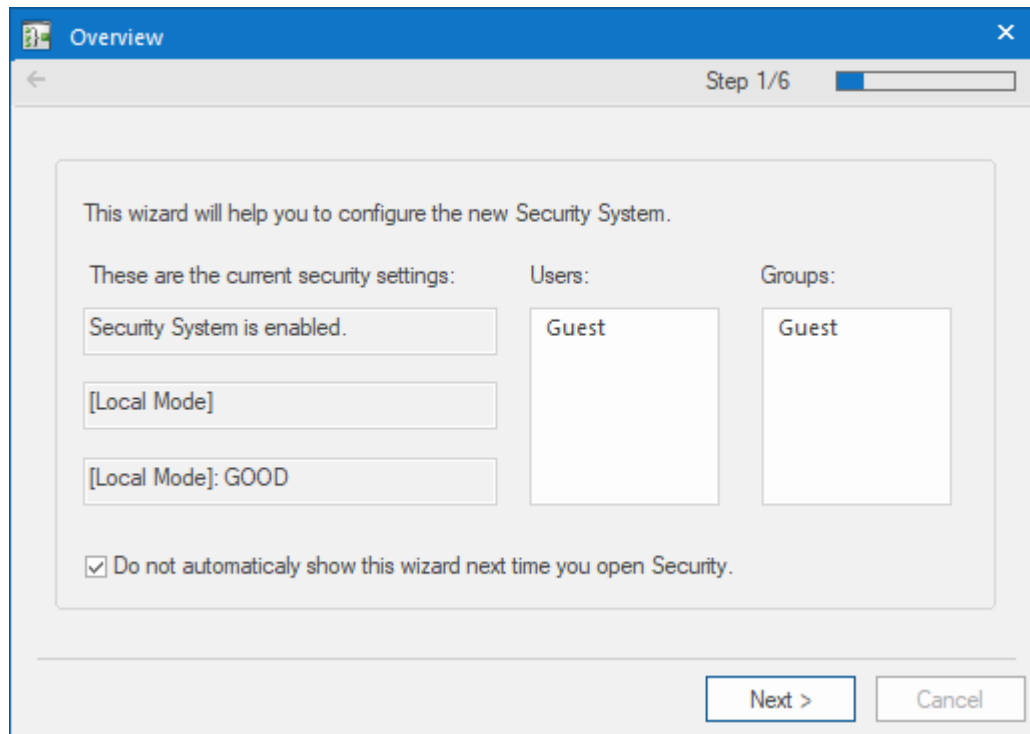 Overview
Step 1/6
This wizard will help you to configure the new Security System.
These are the current security settings:
Users:
Groups:
Security System is enabled.
Guest
Guest
[Local Mode]
[Local Mode]: GOOD
Do not automaticaly show this wizard next time you open Security.
Next >
Cancel